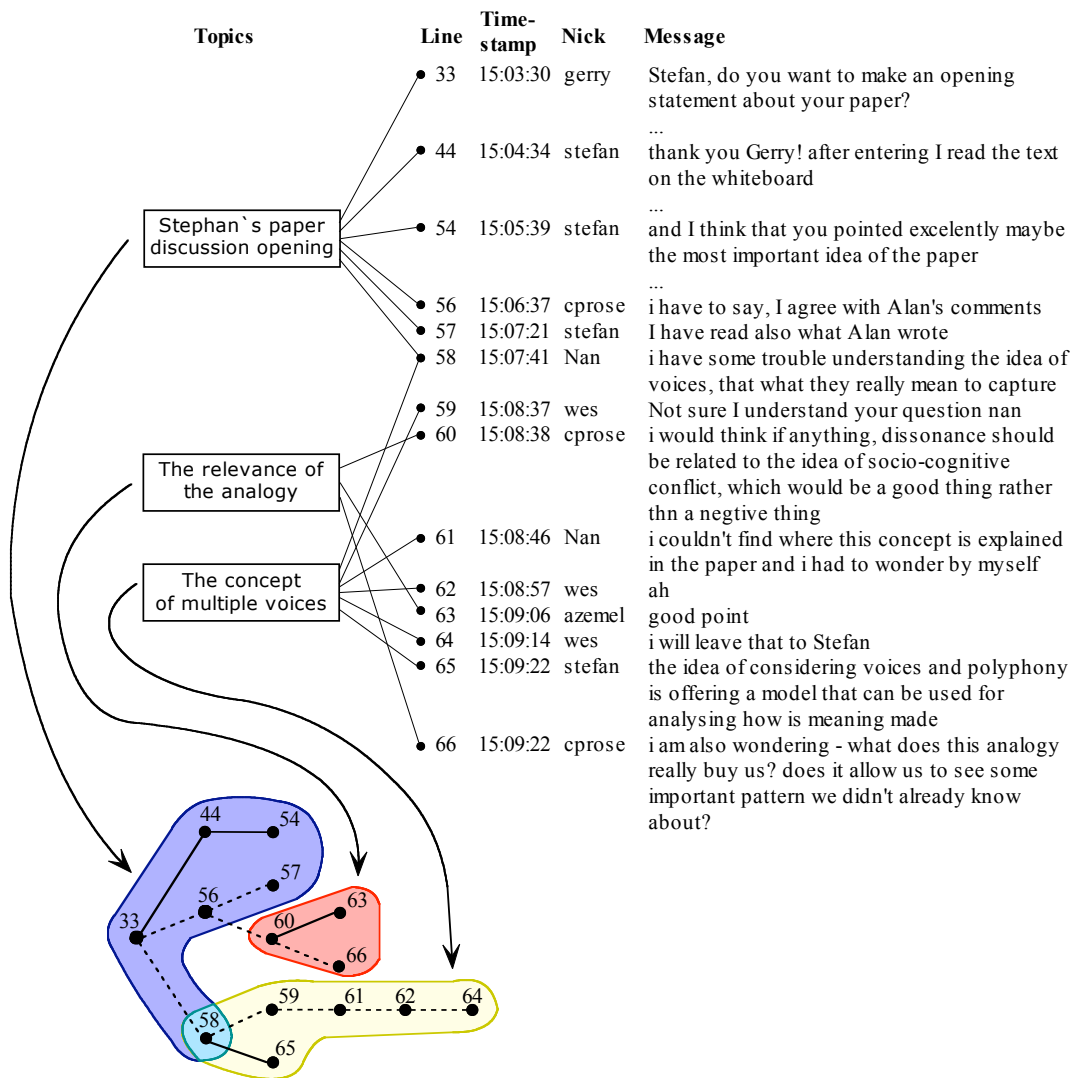 Topics Line Time-stamp Nick Message
33 15:03:30 gerry Stefan, do you want to make an opening
statement about your paper?
...
44 15:04:34 stefan thank you Gerry! after entering I read the text
on the whiteboard
...
Stephan`s paper
discussion opening
54 15:05:39 stefan and I think that you pointed excelently maybe
the most important idea of the paper
...
56 15:06:37 cprose i have to say, I agree with Alan's comments
57 15:07:21 stefan I have read also what Alan wrote
58 15:07:41 Nan i have some trouble understanding the idea of
voices, that what they really mean to capture
59 15:08:37 wes Not sure I understand your question nan
60 15:08:38 cprose i would think if anything, dissonance should
be related to the idea of socio-cognitive
conflict, which would be a good thing rather
thn a negtive thing
The relevance of
the analogy
61 15:08:46 Nan i couldn't find where this concept is explained
in the paper and i had to wonder by myself
62 15:08:57 wes ah
The concept
of multiple voices
63 15:09:06 azemel good point
64 15:09:14 wes i will leave that to Stefan
65 15:09:22 stefan the idea of considering voices and polyphony
is offering a model that can be used for
analysing how is meaning made
66 15:09:22 cprose i am also wondering - what does this analogy
really buy us? does it allow us to see some
important pattern we didn't already know
about?
44 54
57
56
63
33
60
66
59 61 62 64
58
65